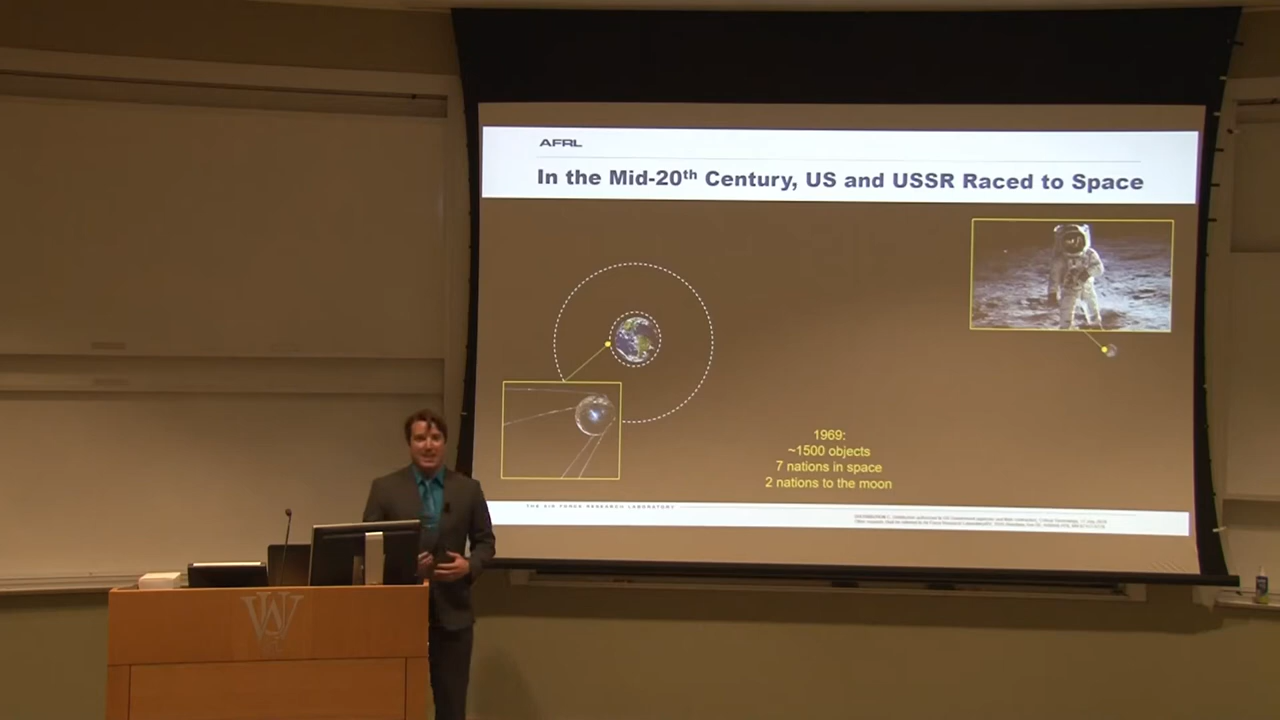 AFRL
In the Mid-20th Century, US and USSR Raced to Space
1969:
~1500 objects
7 nations in space
2 nations to the moon
THE AIR FORCE RESEARCH LABORATORY
W